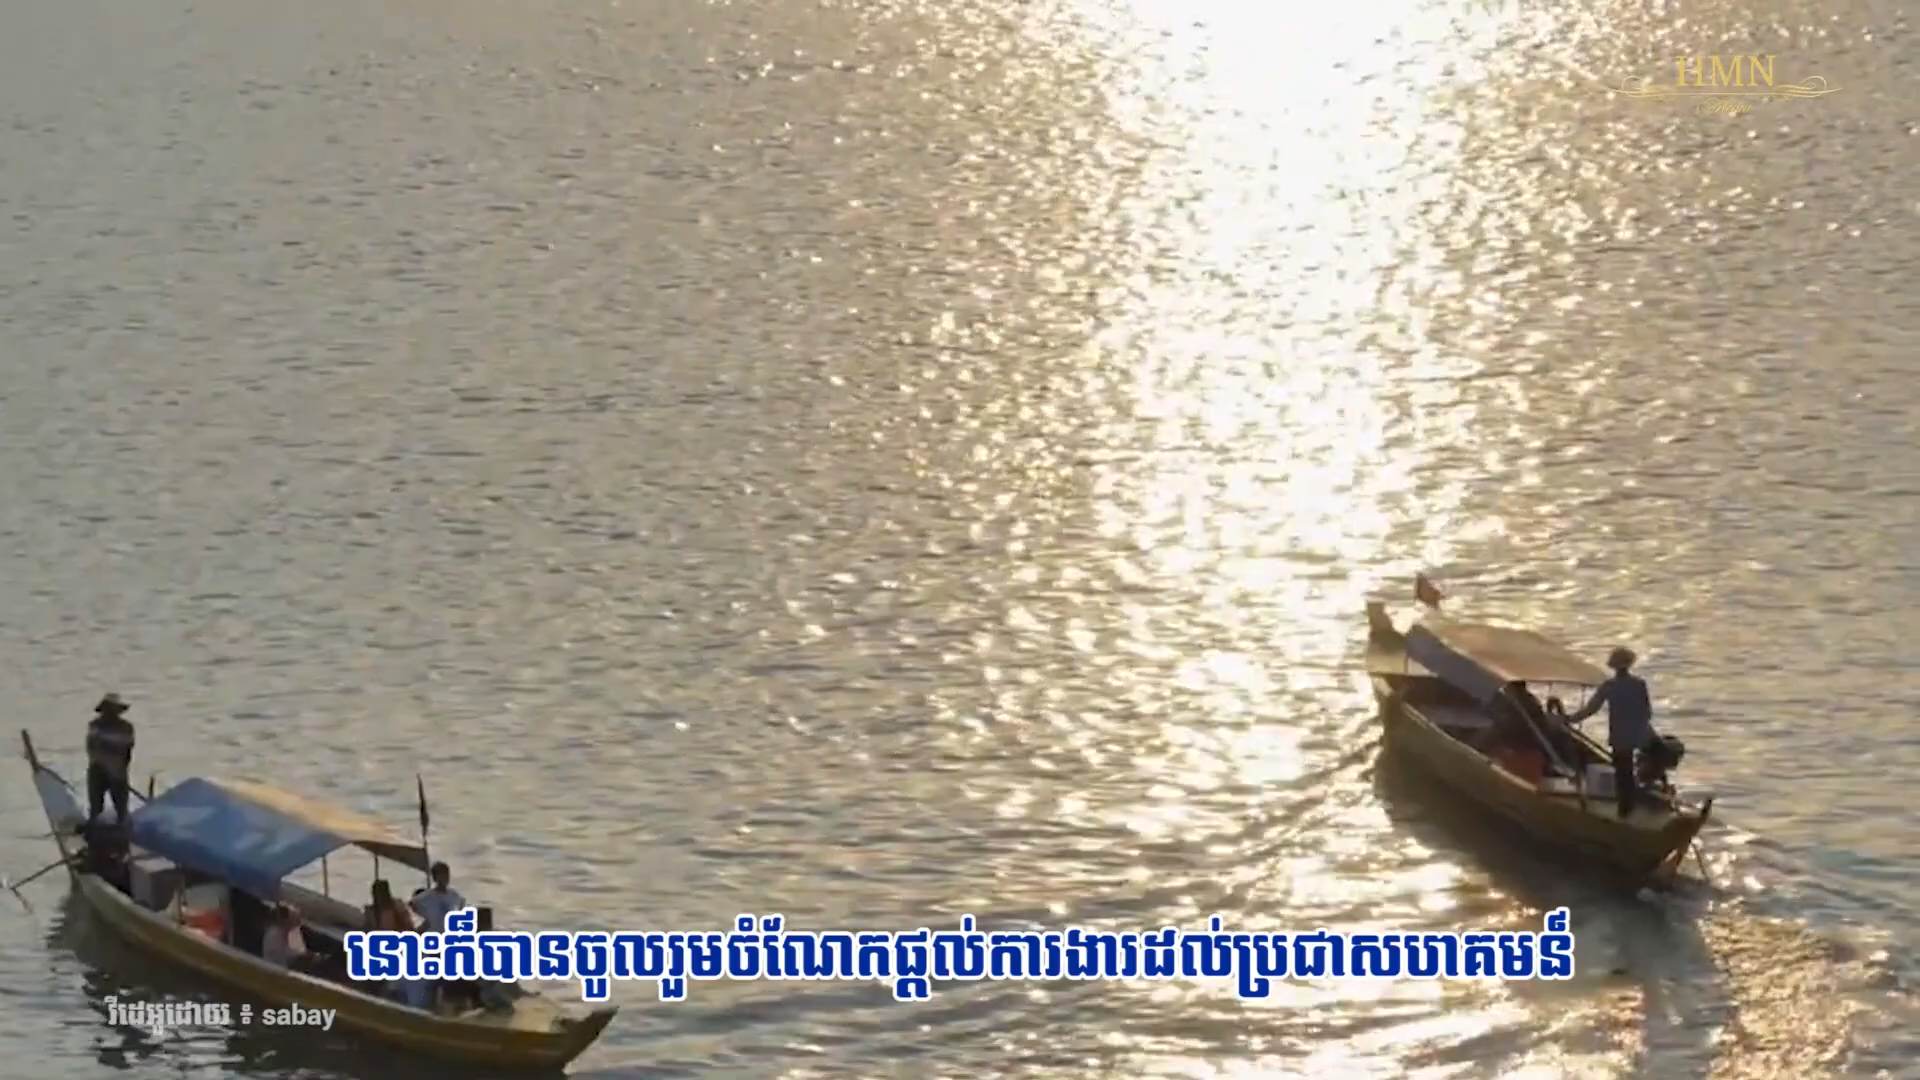 HMN
Media
នោះក៏បានចូលរួមចំណែកផ្តល់ការងារដល់ប្រជាសហគមន៍
វីដេអូដោយ ៖ sabay